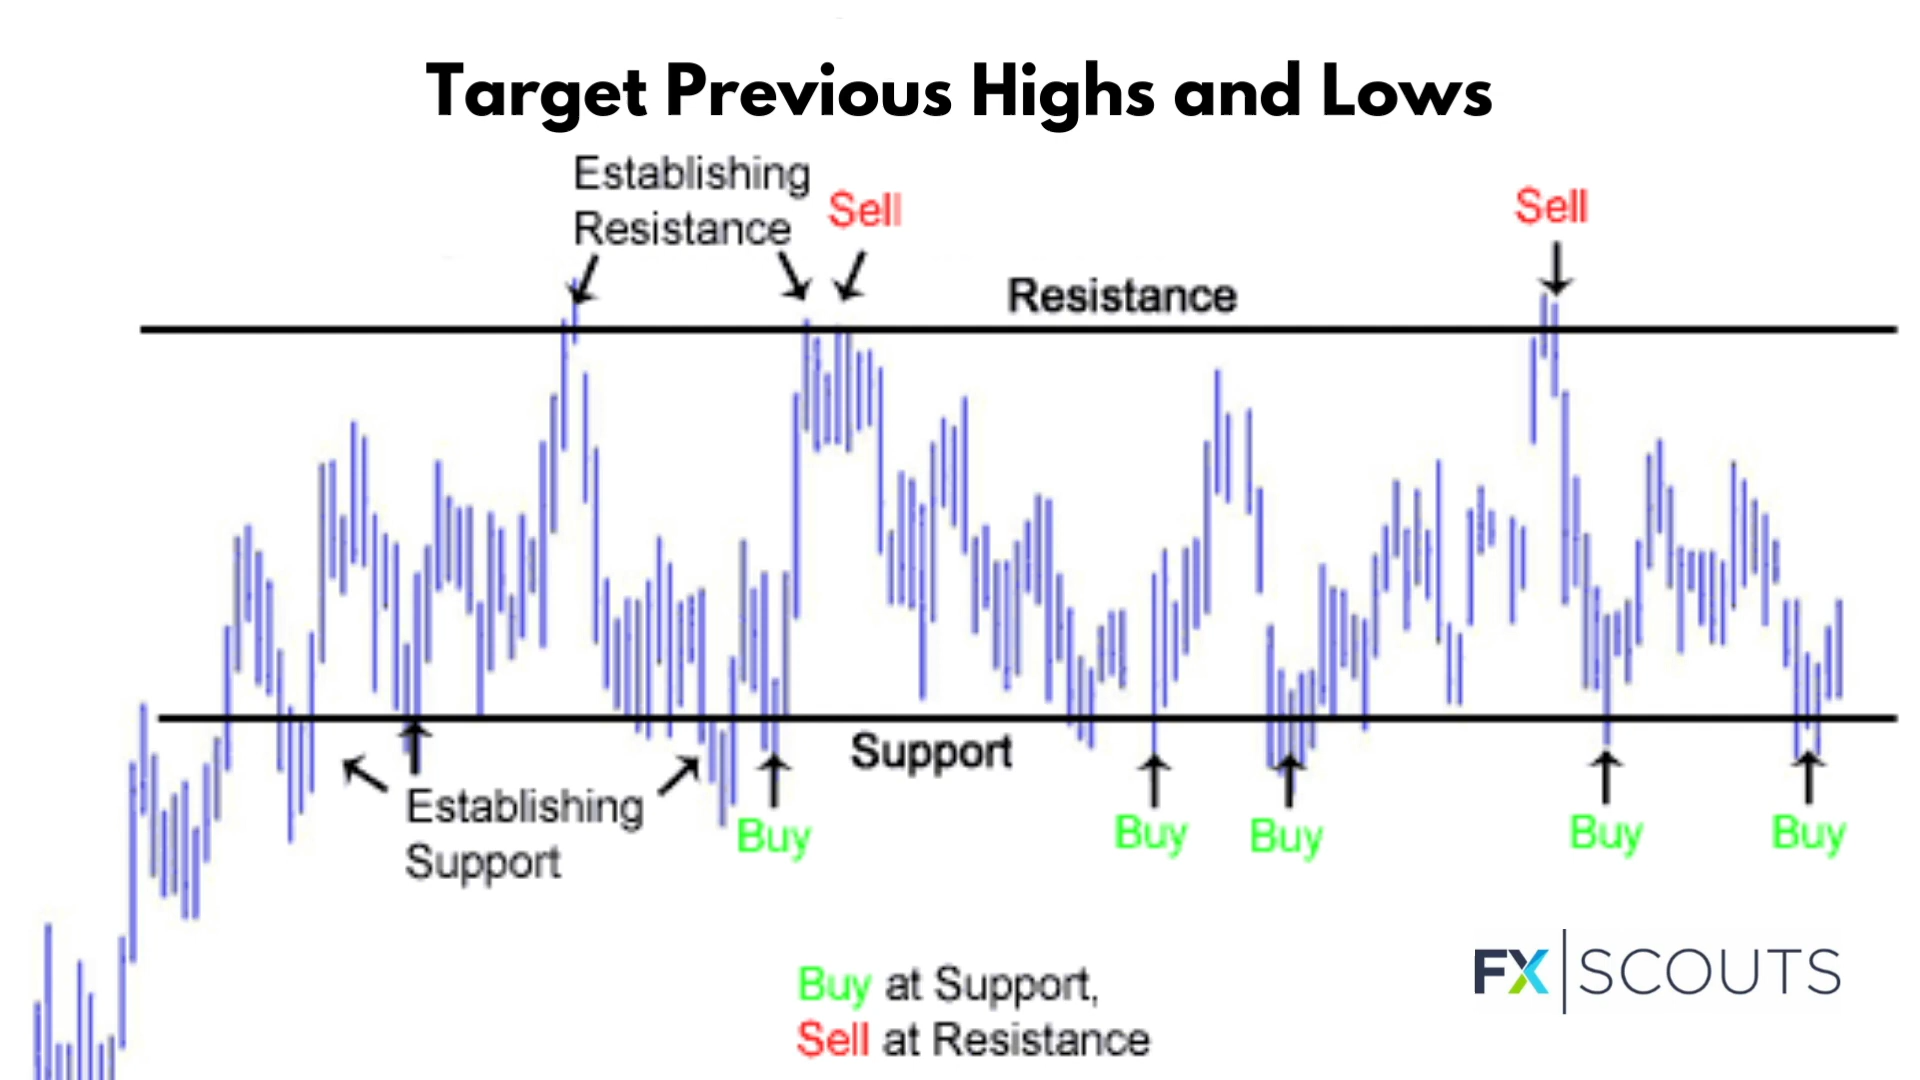 Target Previous Highs and Lows
Establishing
Resistance
Sell
Sell
Resistance
Support
Establishing
Support
Buy
Buy
Buy
Buy
Buy
Buy at Support,
Sell at Resistance
FX SCOUTS